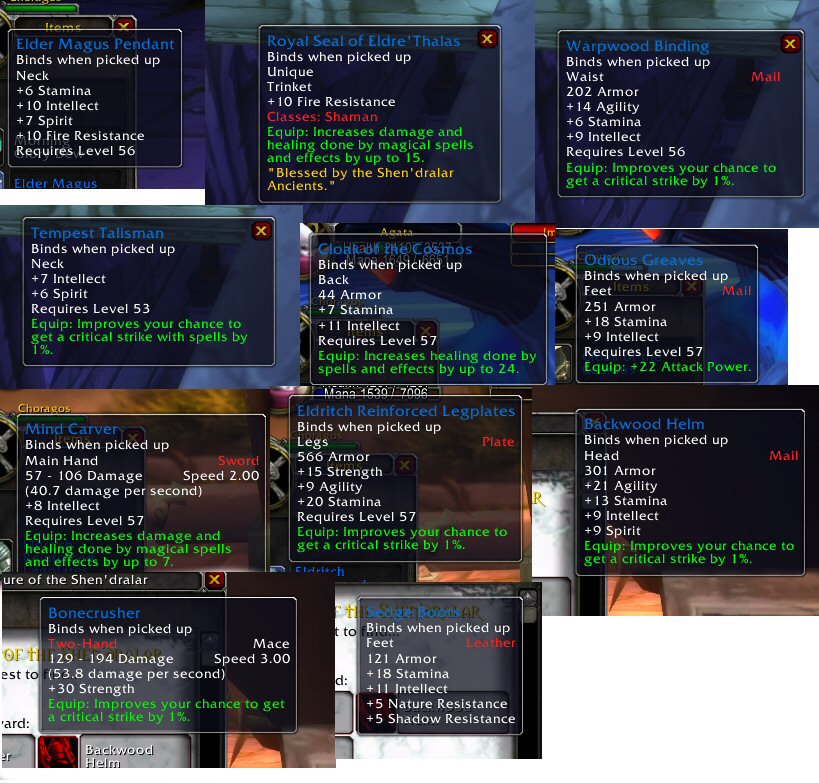 Choragos
Items
Elder Magus Pendant
Binds when picked up
Neck
+6 Stamina
+10 Intellect
+7 Spirit
+10 Fire Resistance
Requires Level 56
Elder Magus
Royal Seal of Eldre'Thalas
Binds when picked up
Unique
Trinket
+10 Fire Resistance
Classes: Shaman
Equip: Increases damage and
healing done by magical spells
and effects by up to 15.
"Blessed by the Shen'dralar
Ancients."
Warpwood Binding
Binds when picked up
Waist Mail
202 Armor
+14 Agility
+6 Stamina
+9 Intellect
Requires Level 56
Equip: Improves your chance to
get a critical strike by 1%.
Tempest Talisman
Binds when picked up
Neck
+7 Intellect
+6 Spirit
Requires Level 53
Equip: Improves your chance to
get a critical strike with spells by
1%.
Agata
Cloak of the Cosmos
Binds when picked up
Back
44 Armor
+7 Stamina
+11 Intellect
Requires Level 57
Equip: Increases healing done by
spells and effects by up to 24.
Odious Greaves
Binds when picked up
Feet Mail
251 Armor
+18 Stamina
+9 Intellect
Requires Level 57
Equip: +22 Attack Power.
Choragos
Mind Carver
Binds when picked up
Main Hand Sword
57 - 106 Damage Speed 2.00
(40.7 damage per second)
+8 Intellect
Requires Level 57
Equip: Increases damage and
healing done by magical spells
and effects by up to 7.
Mana 1539 / 7096
Eldritch Reinforced Legplates
Binds when picked up
Legs Plate
566 Armor
+15 Strength
+9 Agility
+20 Stamina
Requires Level 57
Equip: Improves your chance to
get a critical strike by 1%.
Eldritch
Backwood Helm
Binds when picked up
Head Mail
301 Armor
+21 Agility
+13 Stamina
+9 Intellect
+9 Spirit
Equip: Improves your chance to
get a critical strike by 1%.
ure of the Shen'dralar
Bonecrusher
Binds when picked up
Two-Hand Mace
129 - 194 Damage Speed 3.00
(53.8 damage per second)
+30 Strength
Equip: Improves your chance to get
a critical strike by 1%.
Backwood
Helm
Sedge Boots
Binds when picked up
Feet Leather
121 Armor
+18 Stamina
+11 Intellect
+5 Nature Resistance
+5 Shadow Resistance